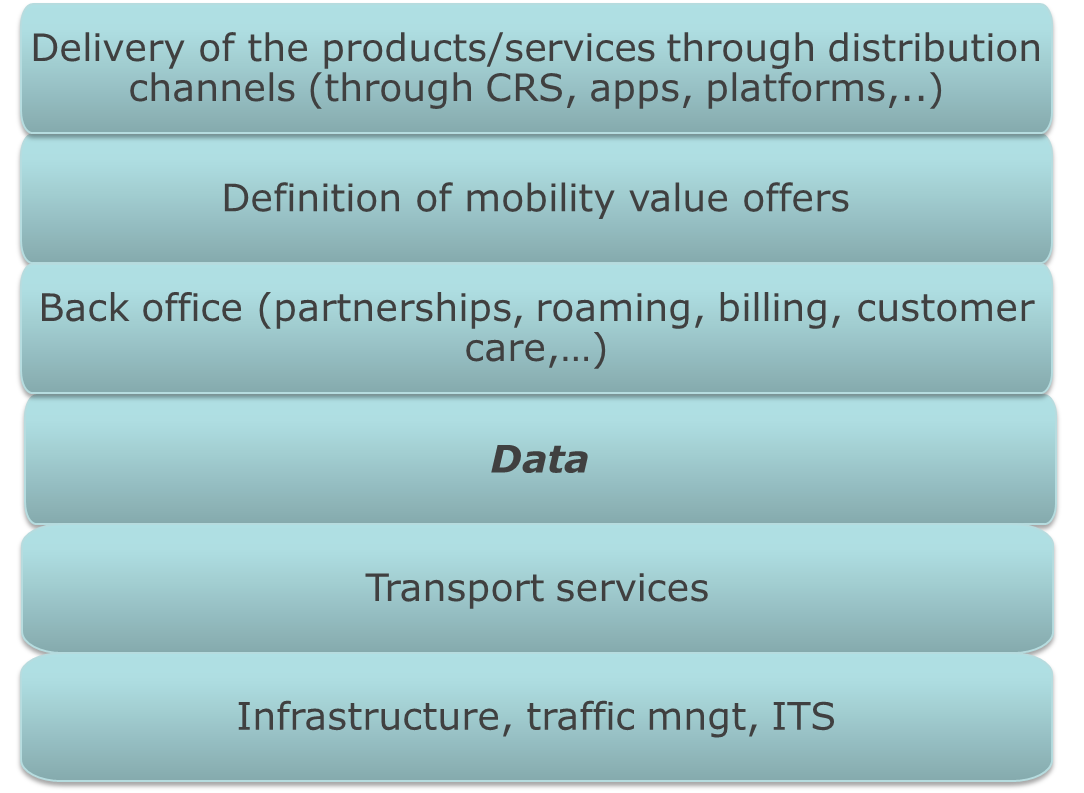 Delivery of the products/services through distribution
channels (through CRS, apps, platforms,..)
Definition of mobility value offers
Back office (partnerships, roaming, billing, customer
care,…)
Data
Transport services
Infrastructure, traffic mngt, ITS